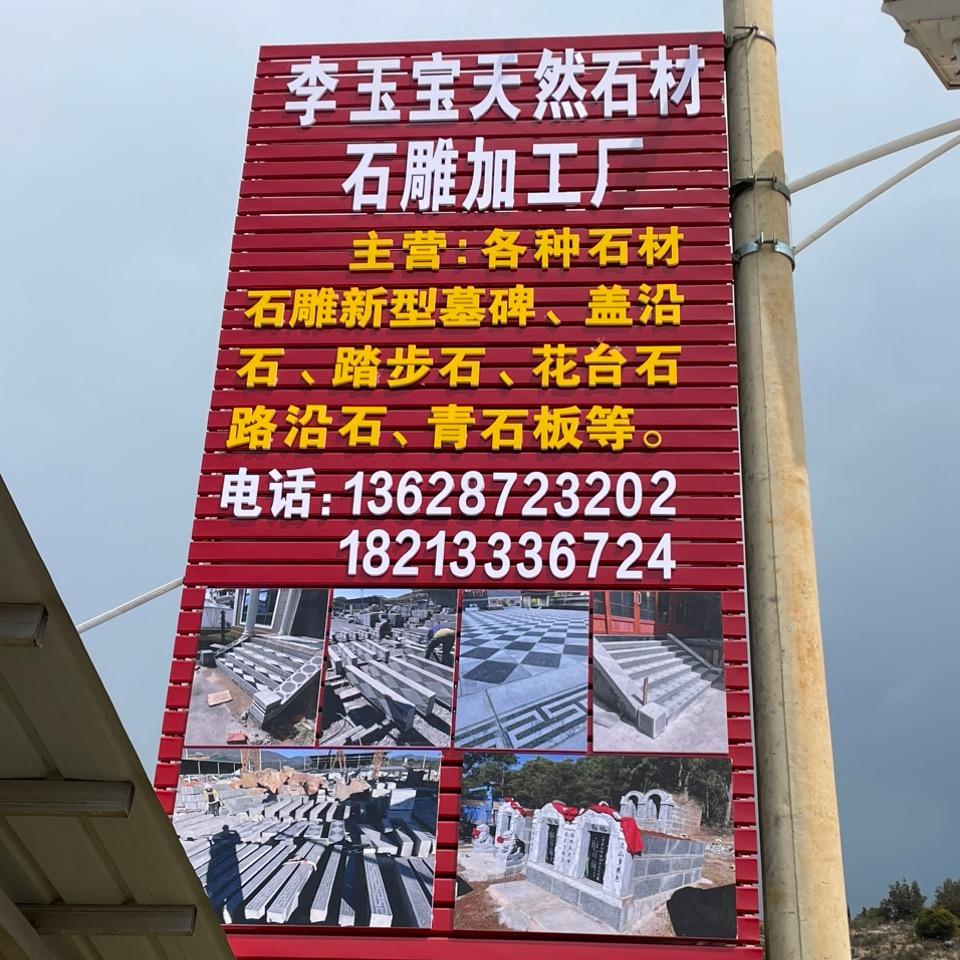 李玉宝天然石材
石雕加工厂
主营:各种石材
石雕新型墓碑、盖沿
石、踏步石、花台石
路沿石、青石板等。
电话:13628723202
18213336724